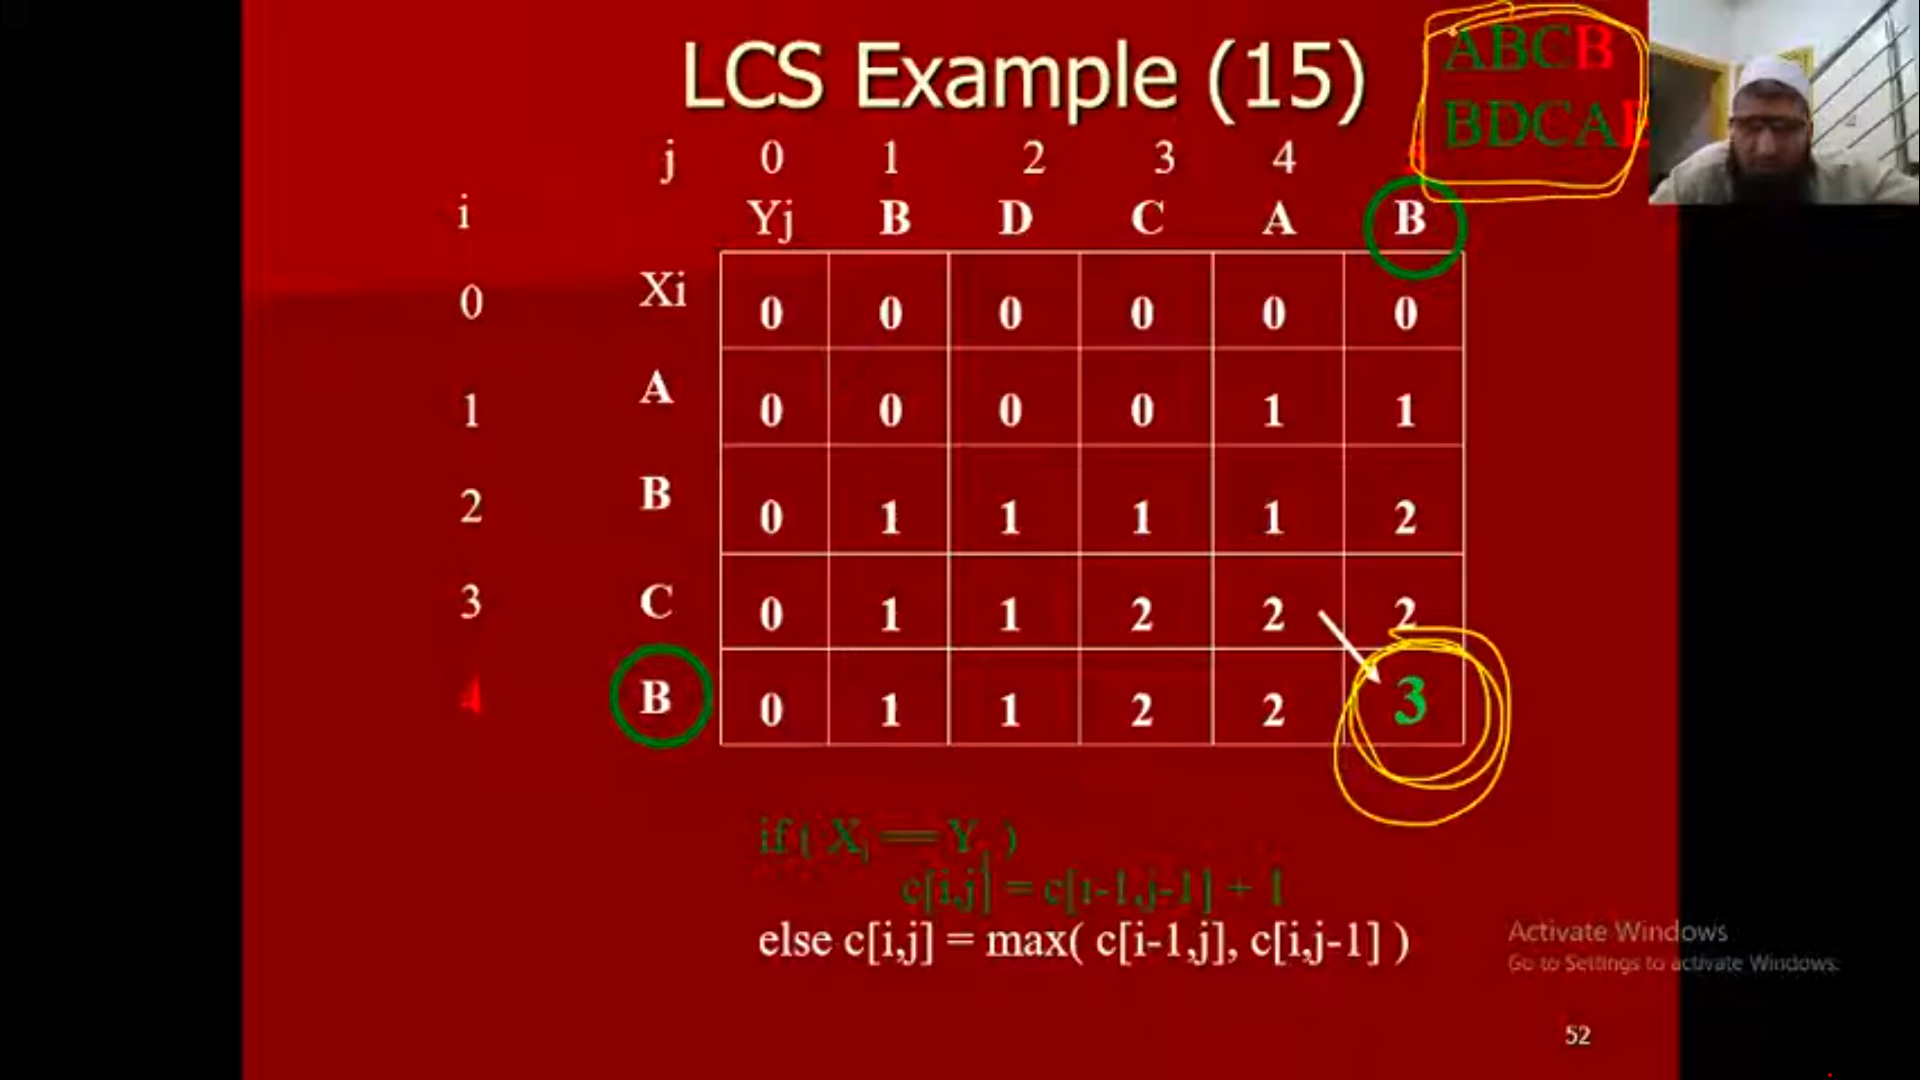 LCS Example (15)
ABCB
BDCAB
j 0 1 2 3 4
i Yj B D C A B
0 Xi 0 0 0 0 0 0
1 A 0 0 0 0 1 1
2 B 0 1 1 1 1 2
3 C 0 1 1 2 2 2
4 B 0 1 1 2 2 3
if ( Xi == Yj )
c[i,j] = c[i-1,j-1] + 1
else c[i,j] = max( c[i-1,j], c[i,j-1] )
Activate Windows
Go to Settings to activate Windows.
52